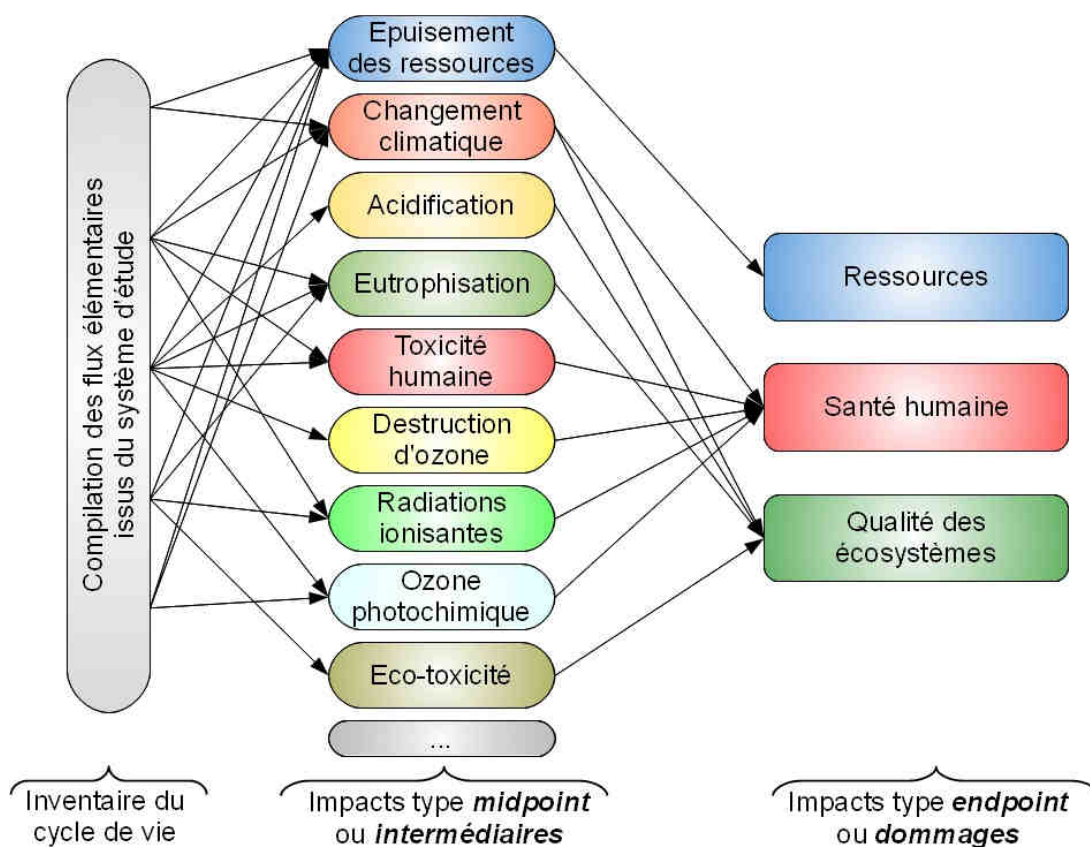 Compilation des flux élémentaires
issus du système d'étude
Epuisement
des ressources
Changement
climatique
Acidification
Eutrophisation
Toxicité
humaine
Destruction
d'ozone
Radiations
ionisantes
Ozone
photochimique
Eco-toxicité
...
Ressources
Santé humaine
Qualité des
écosystèmes
Inventaire du
cycle de vie
Impacts type midpoint
ou intermédiaires
Impacts type endpoint
ou dommages